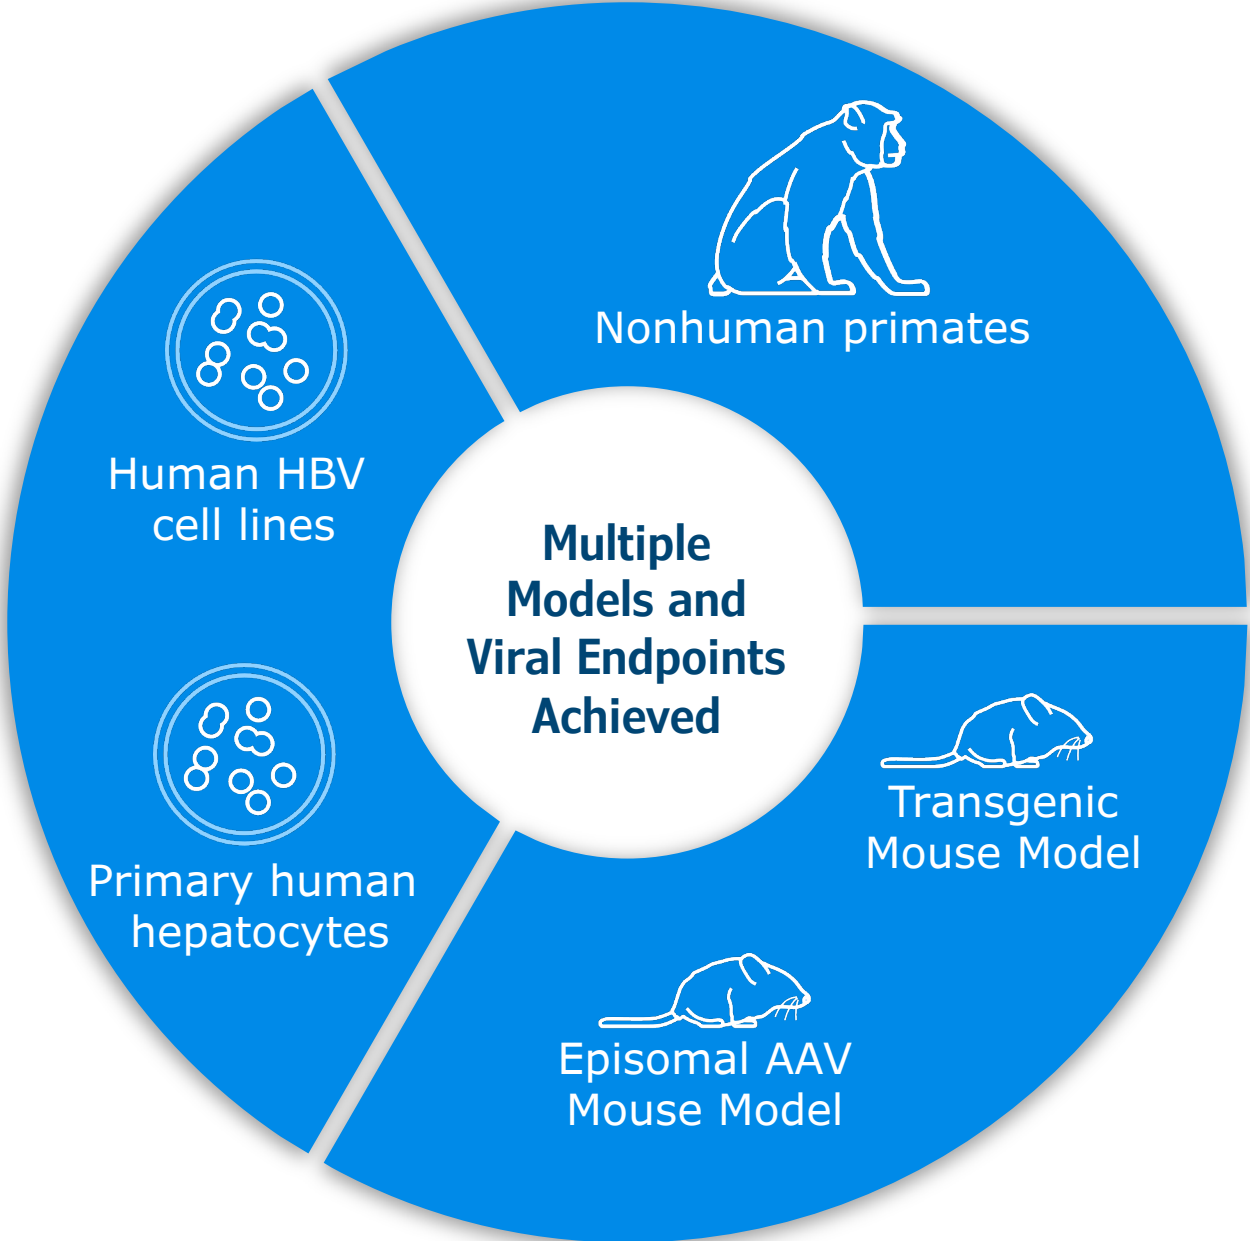 Nonhuman primates
Human HBV
cell lines
Multiple
Models and
Viral Endpoints
Achieved
Transgenic
Mouse Model
Primary human
hepatocytes
Episomal AAV
Mouse Model